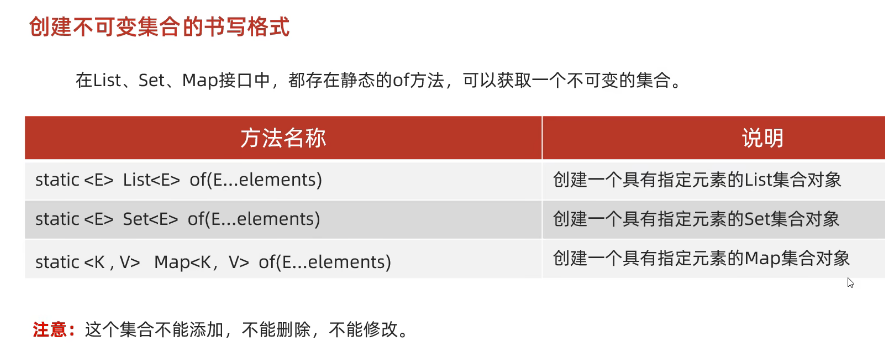 创建不可变集合的书写格式
在List、Set、Map接口中，都存在静态的of方法，可以获取一个不可变的集合。
方法名称 说明
static <E> List<E> of(E…elements) 创建一个具有指定元素的List集合对象
static <E> Set<E> of(E…elements) 创建一个具有指定元素的Set集合对象
static <K , V> Map<K，V> of(E…elements) 创建一个具有指定元素的Map集合对象
注意：这个集合不能添加，不能删除，不能修改。